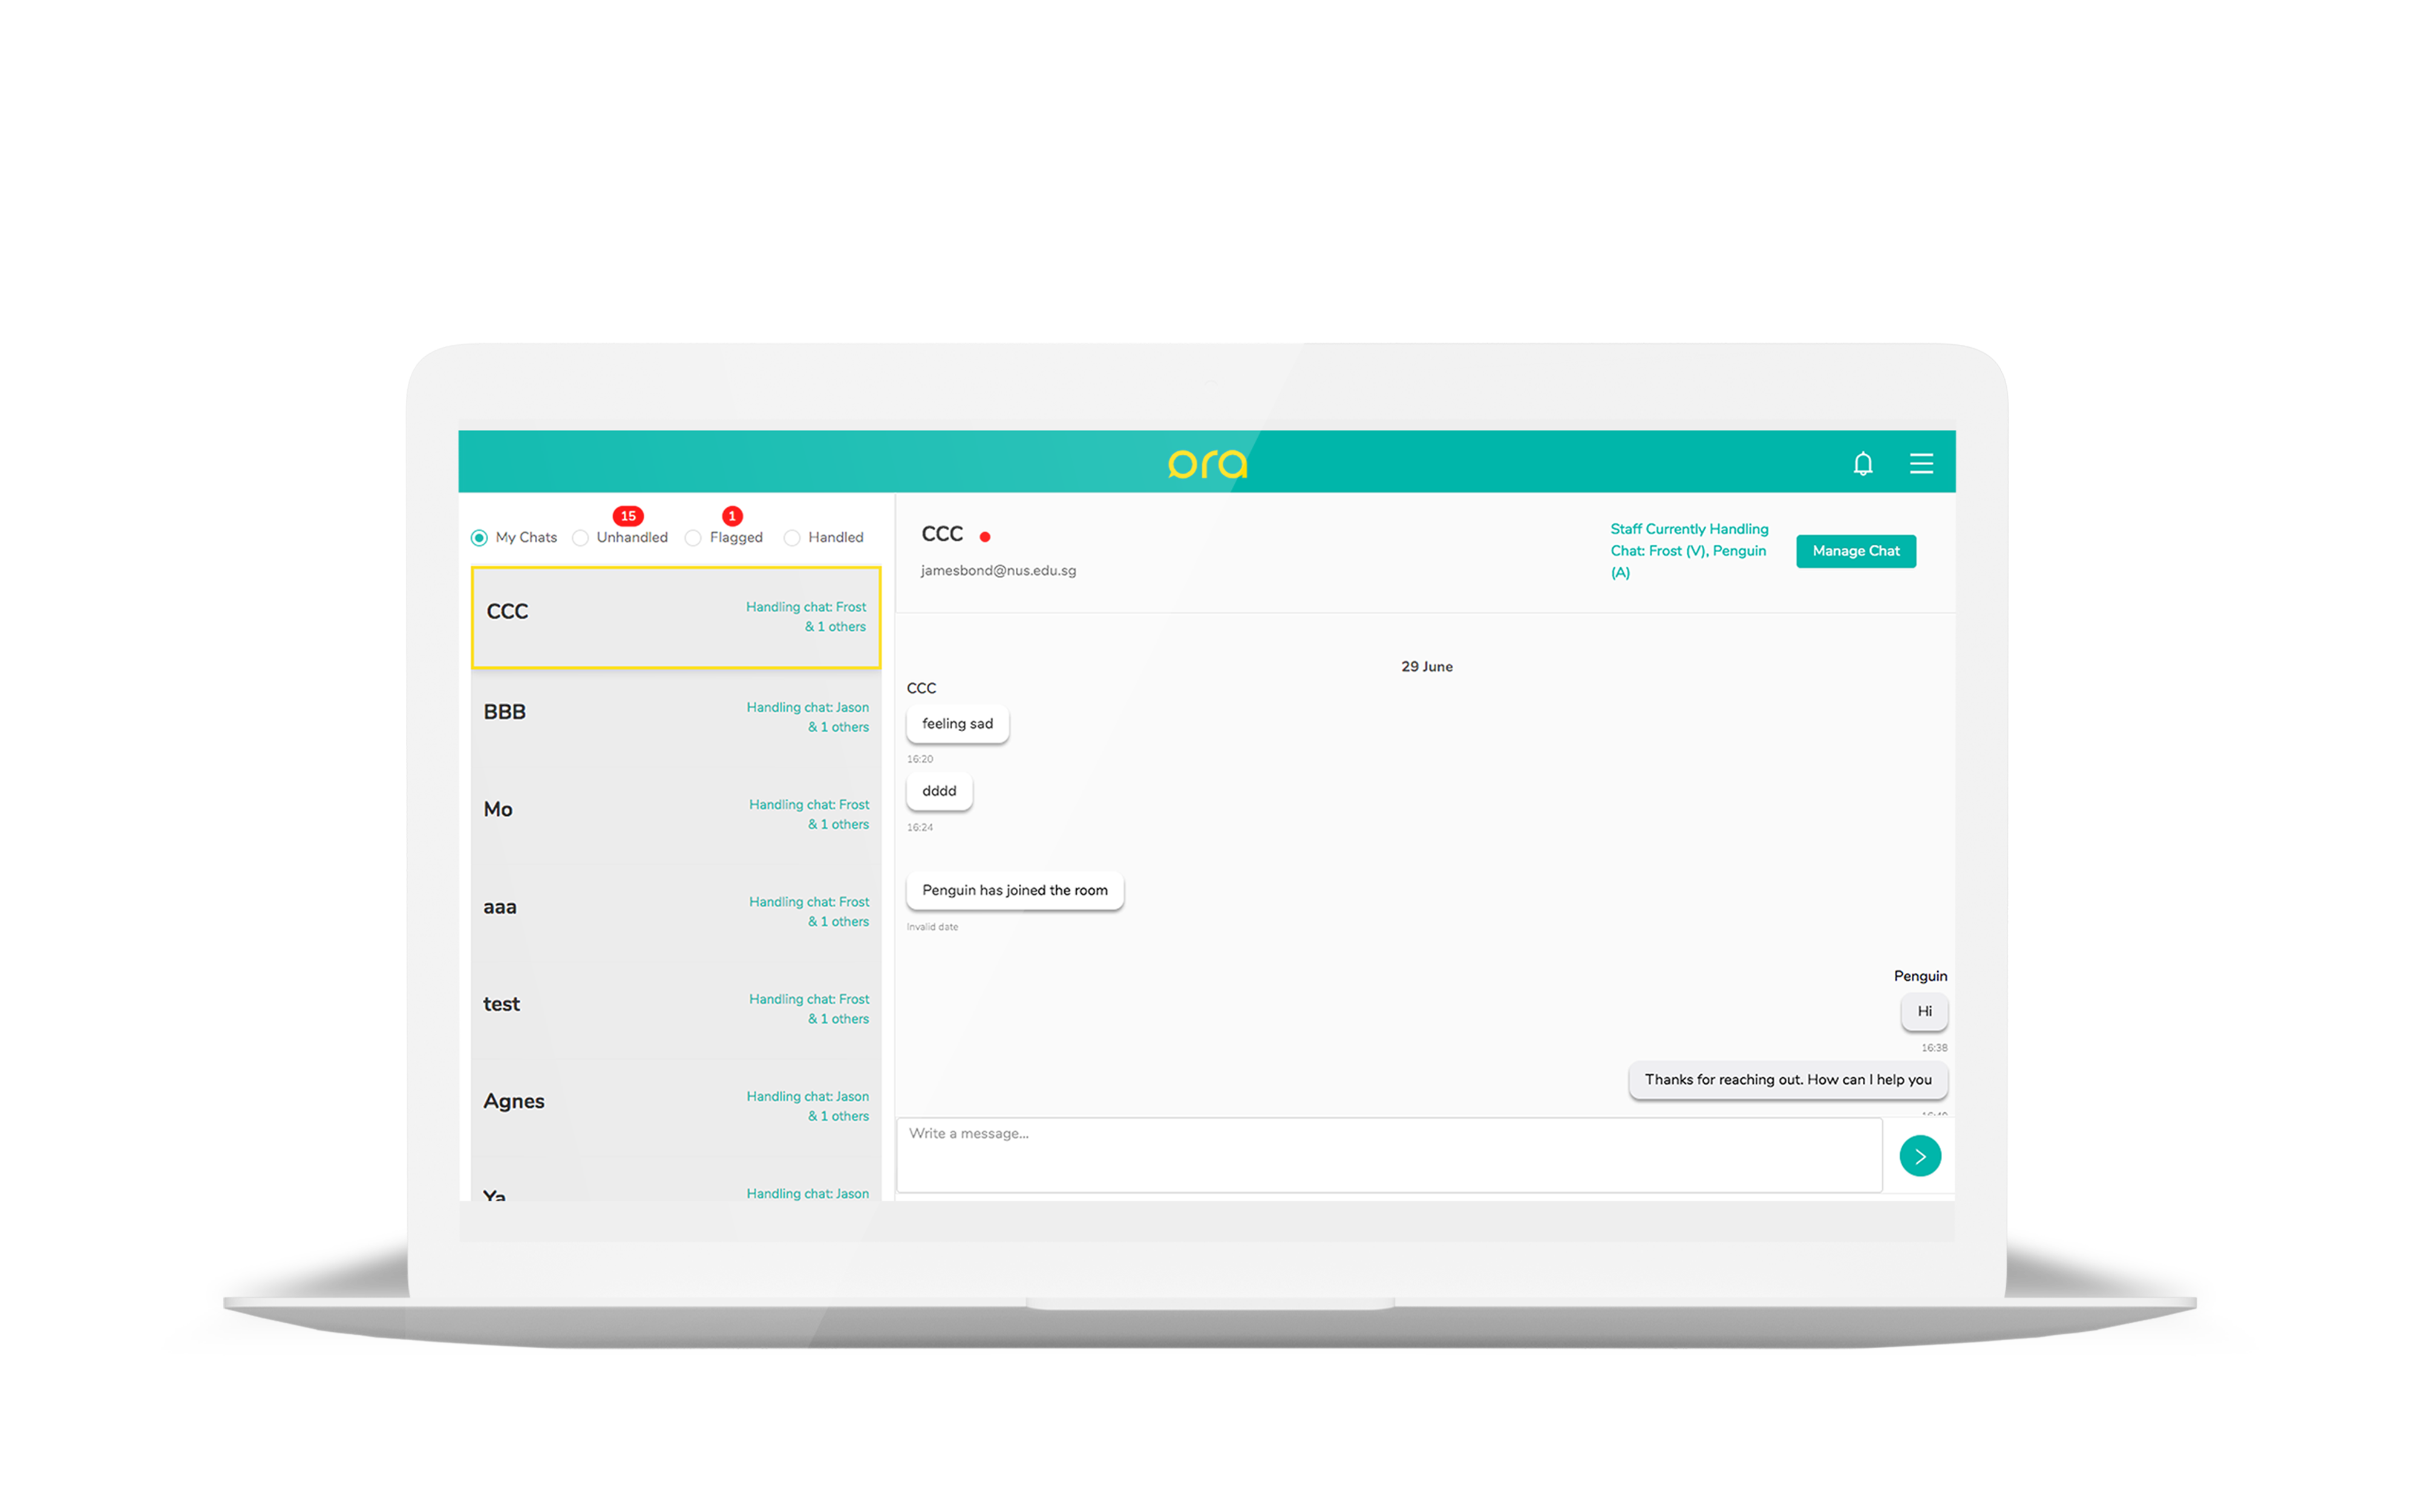 ora
15
1
My Chats
Unhandled
Flagged
Handled
CCC
Handling chat: Frost
& 1 others
BBB
Handling chat: Jason
& 1 others
Mo
Handling chat: Frost
& 1 others
aaa
Handling chat: Frost
& 1 others
test
Handling chat: Frost
& 1 others
Agnes
Handling chat: Jason
& 1 others
Ya
Handling chat: Jason
CCC
jamesbond@nus.edu.sg
Staff Currently Handling
Chat: Frost (V), Penguin
(A)
Manage Chat
29 June
CCC
feeling sad
16:20
dddd
16:24
Penguin has joined the room
Invalid date
Penguin
Hi
16:38
Thanks for reaching out. How can I help you
Write a message...